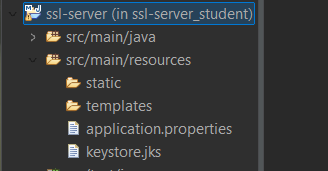 ssl-server (in ssl-server_student)
src/main/java
src/main/resources
static
templates
application.properties
keystore.jks